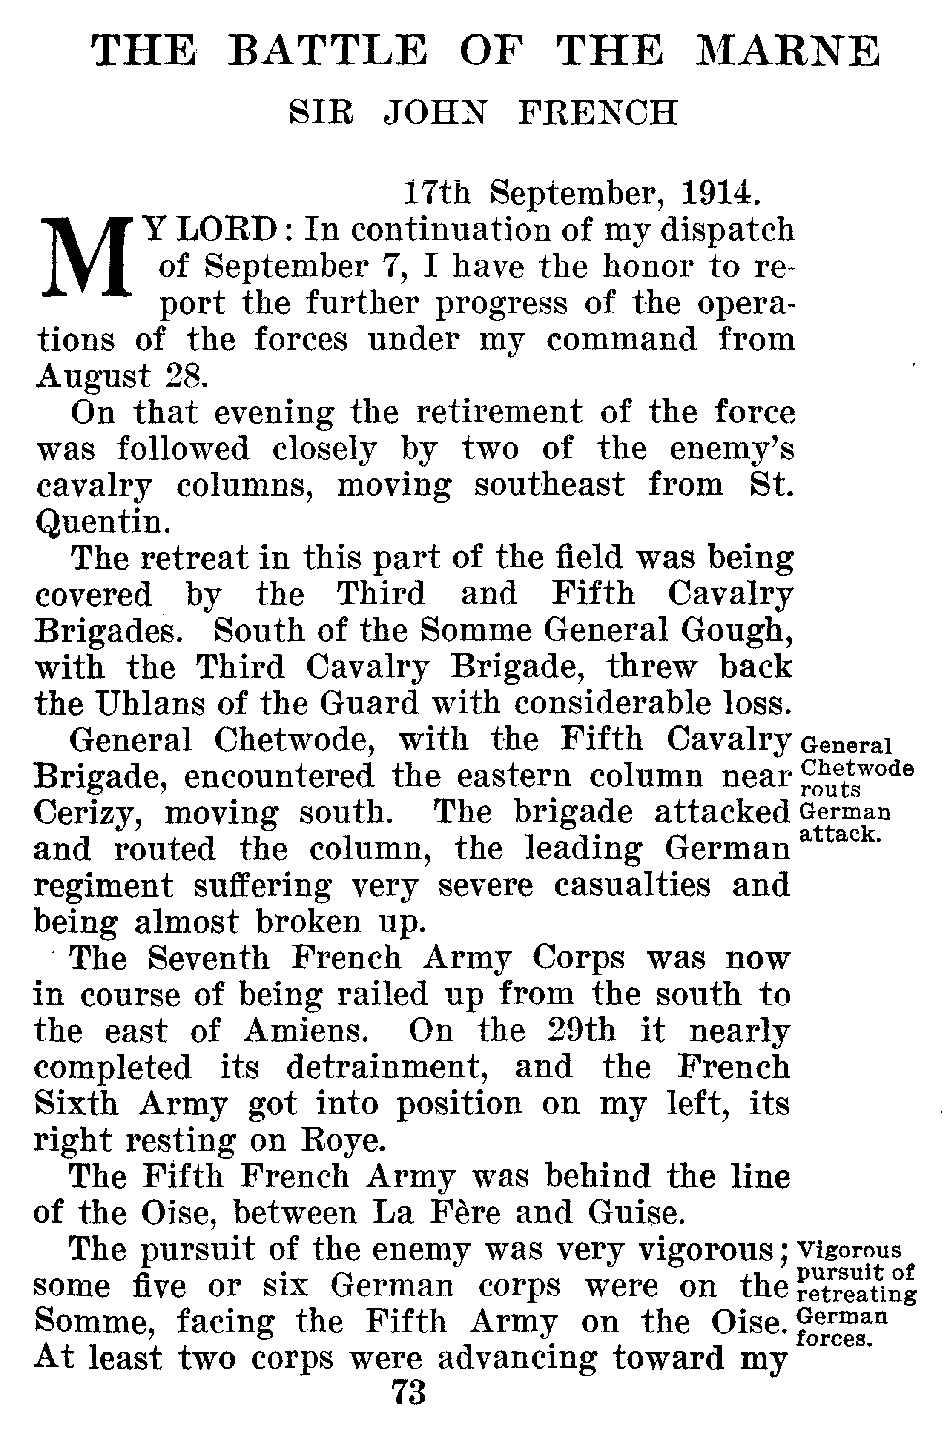 THE BATTLE OF THE MARNE
SIR JOHN FRENCH
17th September, 1914.
MY LORD: In continuation of my dispatch
of September 7, I have the honor to re-
port the further progress of the opera-
tions of the forces under my command from
August 28.
On that evening the retirement of the force
was followed closely by two of the enemy's
cavalry columns, moving southeast from St.
Quentin.
The retreat in this part of the field was being
covered by the Third and Fifth Cavalry
Brigades. South of the Somme General Gough,
with the Third Cavalry Brigade, threw back
the Uhlans of the Guard with considerable loss.
General Chetwode, with the Fifth Cavalry
Brigade, encountered the eastern column near
Cerizy, moving south. The brigade attacked
and routed the column, the leading German
regiment suffering very severe casualties and
being almost broken up.
General
Chetwode
routs
German
attack.
The Seventh French Army Corps was now
in course of being railed up from the south to
the east of Amiens. On the 29th it nearly
completed its detrainment, and the French
Sixth Army got into position on my left, its
right resting on Roye.
The Fifth French Army was behind the line
of the Oise, between La Fère and Guise.
The pursuit of the enemy was very vigorous;
some five or six German corps were on the
Somme, facing the Fifth Army on the Oise.
At least two corps were advancing toward my
Vigorous
pursuit of
retreating
German
forces.
73